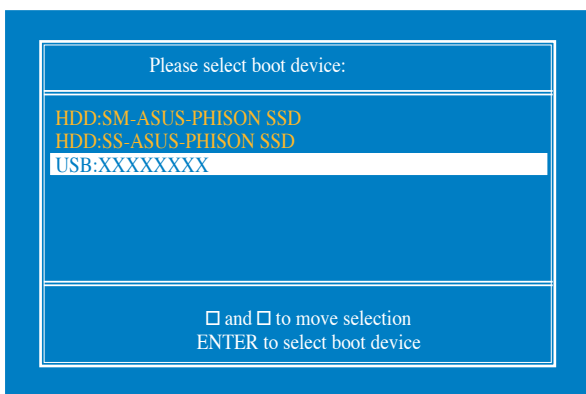 Please select boot device:
HDD:SM-ASUS-PHISON SSD
HDD:SS-ASUS-PHISON SSD
USB:XXXXXXXX
□ and □ to move selection
ENTER to select boot device